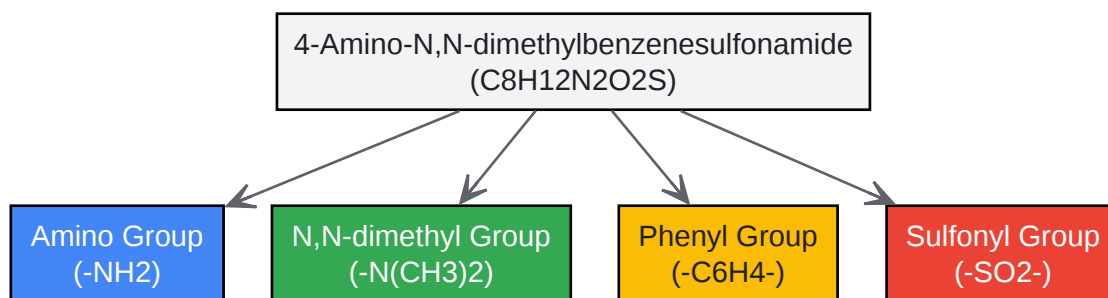 4-Amino-N,N-dimethylbenzenesulfonamide
(C8H12N2O2S)
Amino Group
(-NH2)
N,N-dimethyl Group
(-N(CH3)2)
Phenyl Group
(-C6H4-)
Sulfonyl Group
(-SO2-)